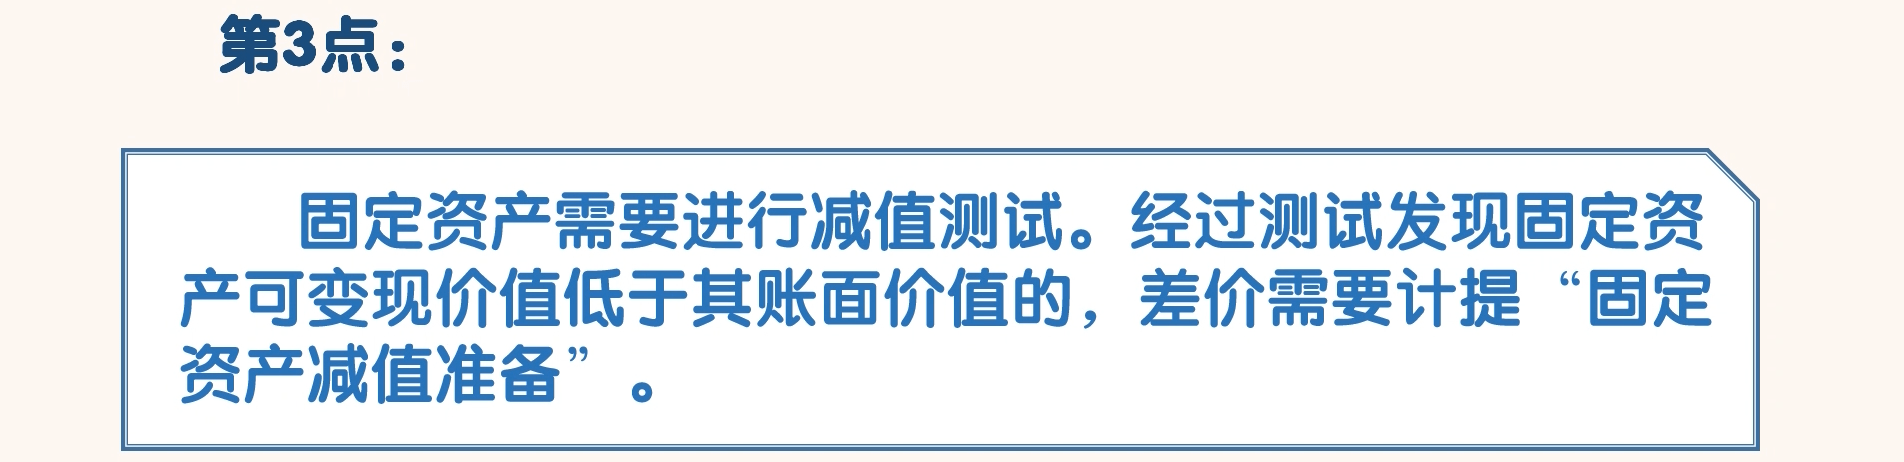 第3点：
固定资产需要进行减值测试。经过测试发现固定资
产可变现价值低于其账面价值的，差价需要计提“固定
资产减值准备”。